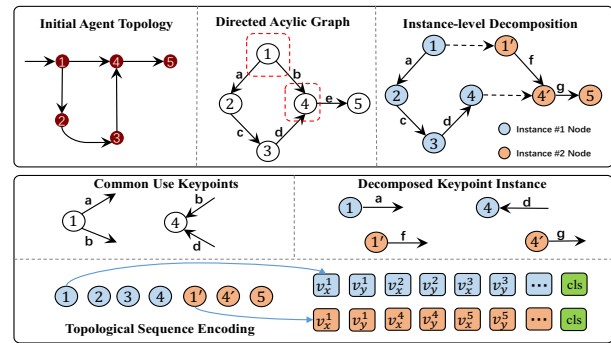 Initial Agent Topology
1 4 5
2
3
Directed Acylic Graph
1
a b
2 4 e 5
c d
3
Instance-level Decomposition
1 1′
a f
2 4 4′ g 5
c d
3
Instance #1 Node
Instance #2 Node
Common Use Keypoints
1 a b
4 b d
Decomposed Keypoint Instance
1 a 4 d
1′ f 4′ g
1 2 3 4 1′ 4′ 5
Topological Sequence Encoding
v_x^1 v_y^1 v_x^2 v_y^2 v_x^3 v_y^3 ... cls
v_x^1 v_y^1 v_x^4 v_y^4 v_x^5 v_y^5 ... cls